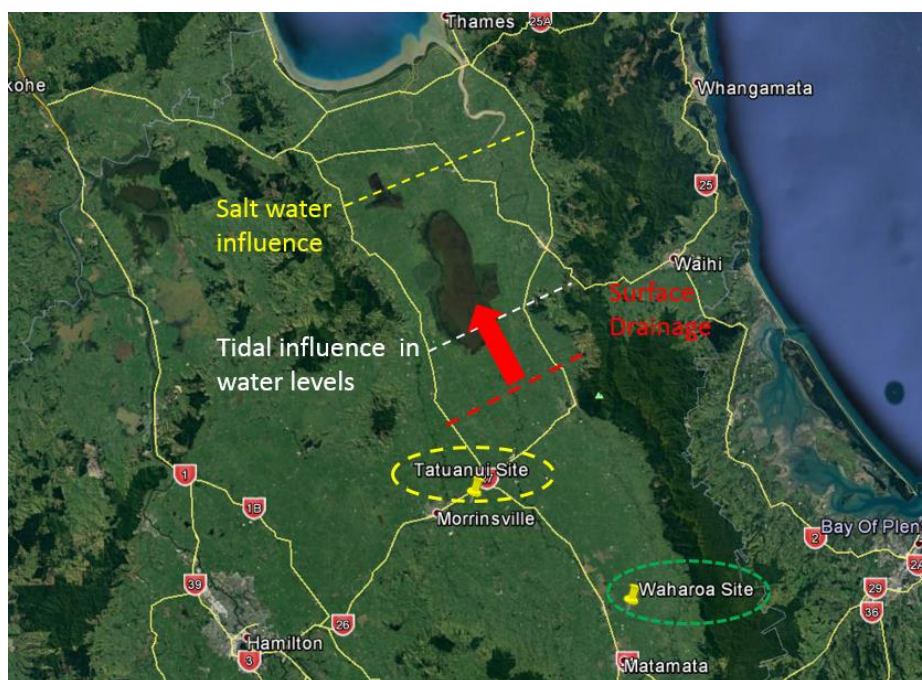 Thames
25A
kohe
Whangamata
25
Salt water
influence
Waihi
Surface
Drainage
Tidal influence in
water levels
Tatuanui Site
1
1B
Morrinsville
2
Bay Of Plen
2A
39
Waharoa Site
29
36
26
Hamilton
3
Matamata